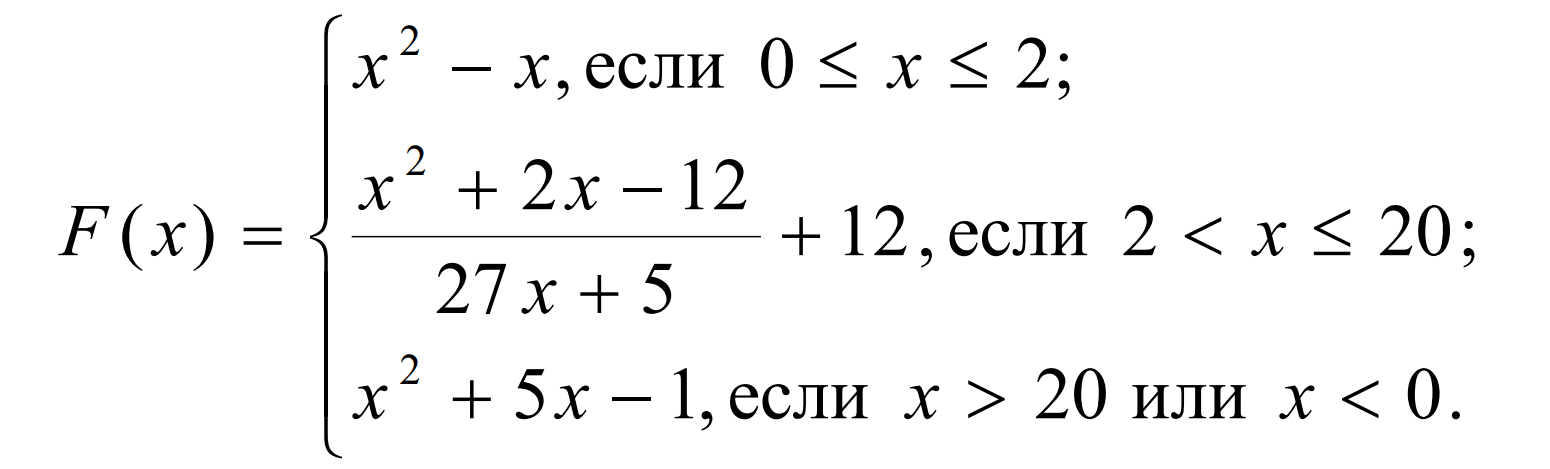 x² − x, если 0 ≤ x ≤ 2;
x² + 2x − 12
F(x) = { ──────── + 12, если 2 < x ≤ 20;
27x + 5
x² + 5x − 1, если x > 20 или x < 0.